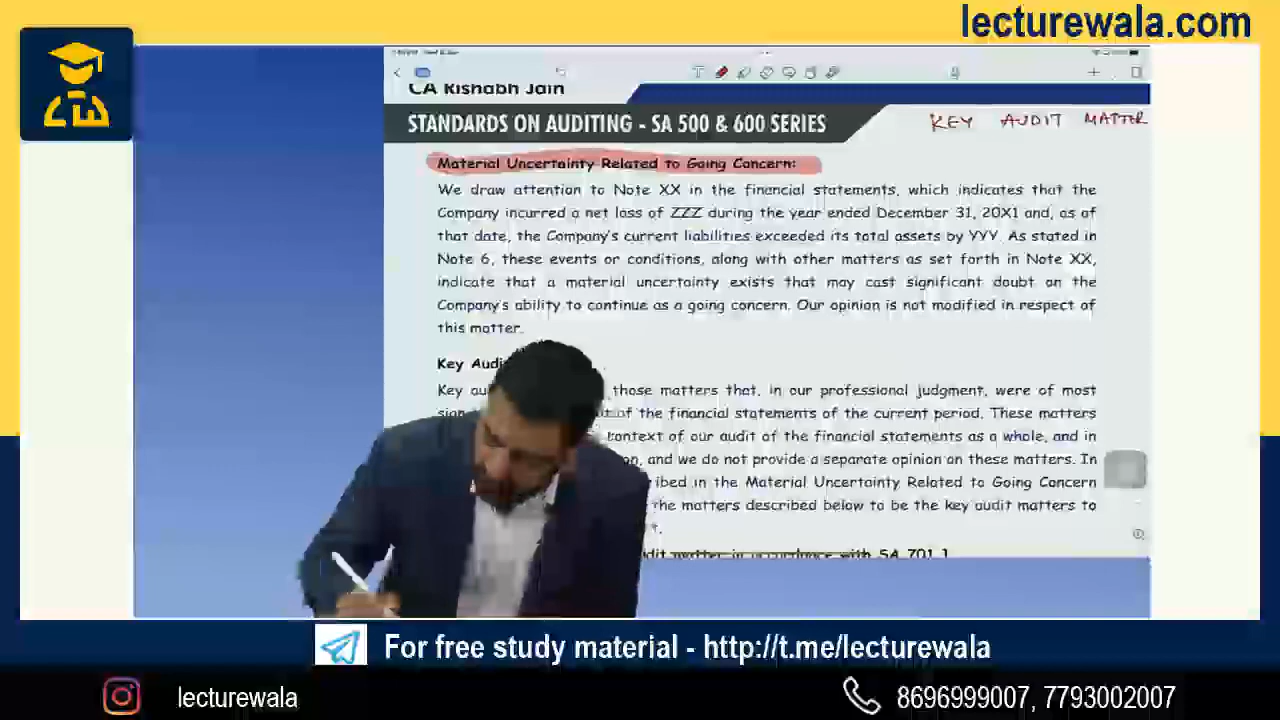 lecturewala.com
CA Rishabh Jain
STANDARDS ON AUDITING - SA 500 & 600 SERIES
KEY AUDIT MATTER
Material Uncertainty Related to Going Concern:
We draw attention to Note XX in the financial statements, which indicates that the
Company incurred a net loss of ZZZ during the year ended December 31, 20X1 and, as of
that date, the Company's current liabilities exceeded its total assets by YYY. As stated in
Note 6, these events or conditions, along with other matters as set forth in Note XX,
indicate that a material uncertainty exists that may cast significant doubt on the
Company's ability to continue as a going concern. Our opinion is not modified in respect of
this matter.
Key
Key those matters that, in our professional judgment, were of most
of the financial statements of the current period. These matters
context of our audit of the financial statements as a whole, and in
and we do not provide a separate opinion on these matters. In
in the Material Uncertainty Related to Going Concern
the matters described below to be the key audit matters to
matter in accordance with SA 701.]
For free study material - http://t.me/lecturewala
lecturewala
8696999007, 7793002007